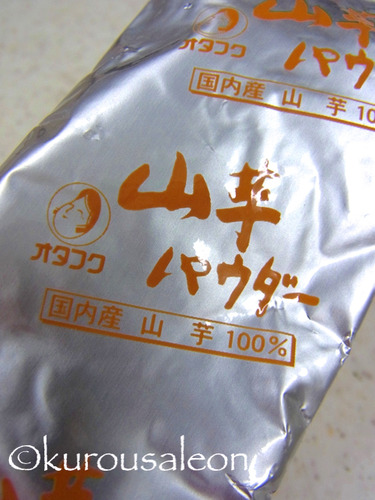 山芋
オタフク
パウダー
国内産 山 芋 10
山芋
オタフク
パウダー
国内産 山 芋 100%
©kurousaleon